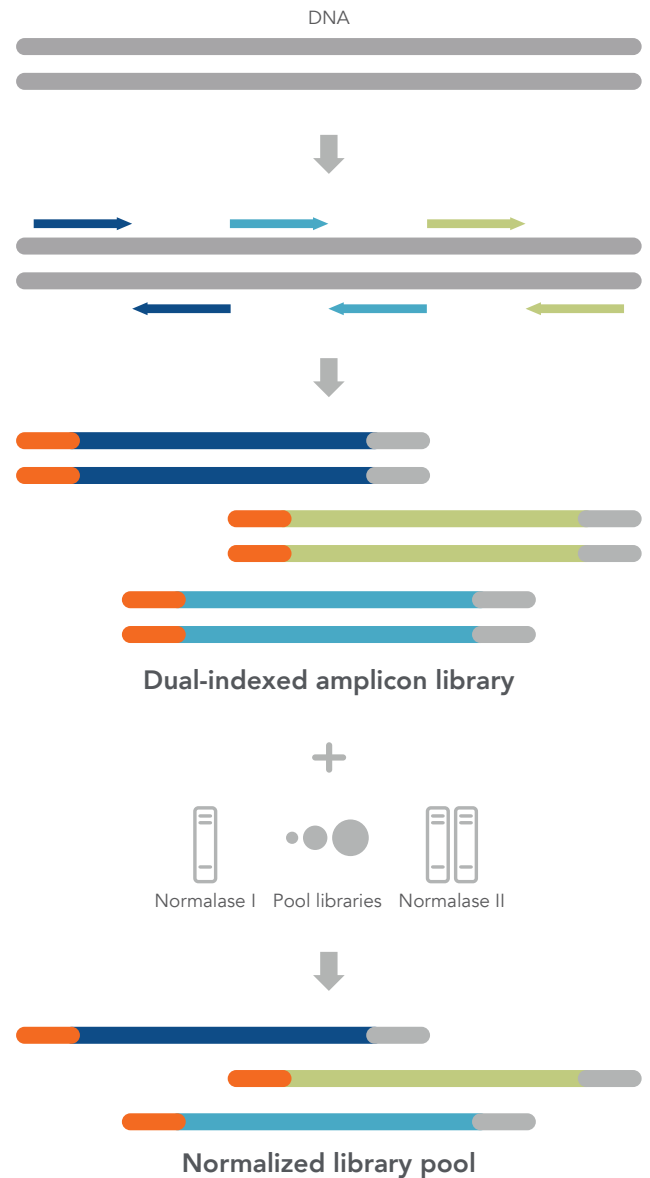 DNA
Dual-indexed amplicon library
Normalase I Pool libraries Normalase II
Normalized library pool